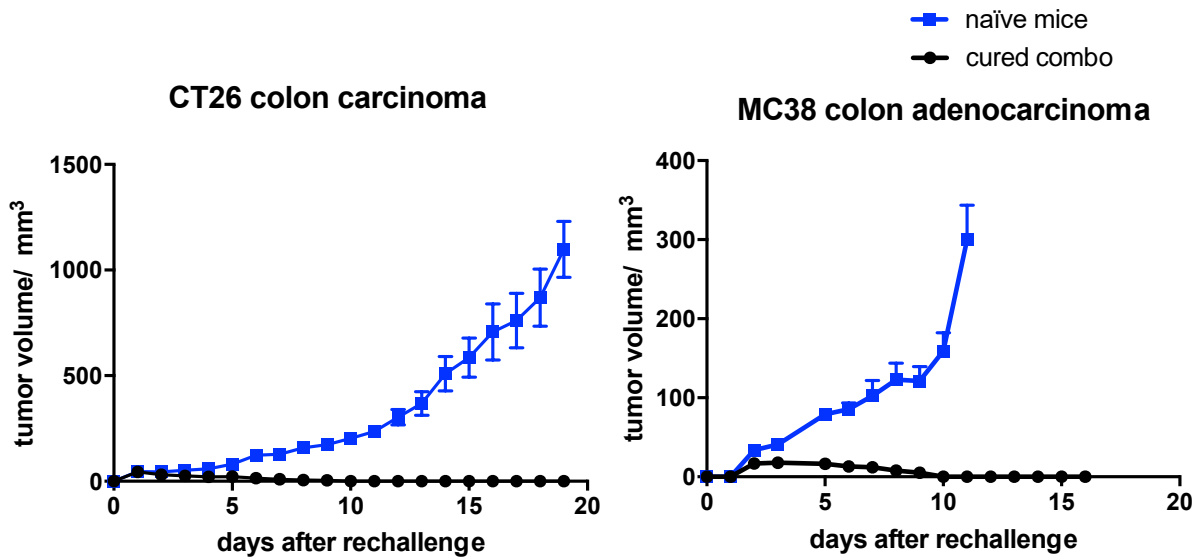 naïve mice
cured combo
CT26 colon carcinoma
1500
1000
500
0
tumor volume/ mm³
0 5 10 15 20
days after rechallenge
MC38 colon adenocarcinoma
400
300
200
100
0
tumor volume/ mm³
0 5 10 15 20
days after rechallenge